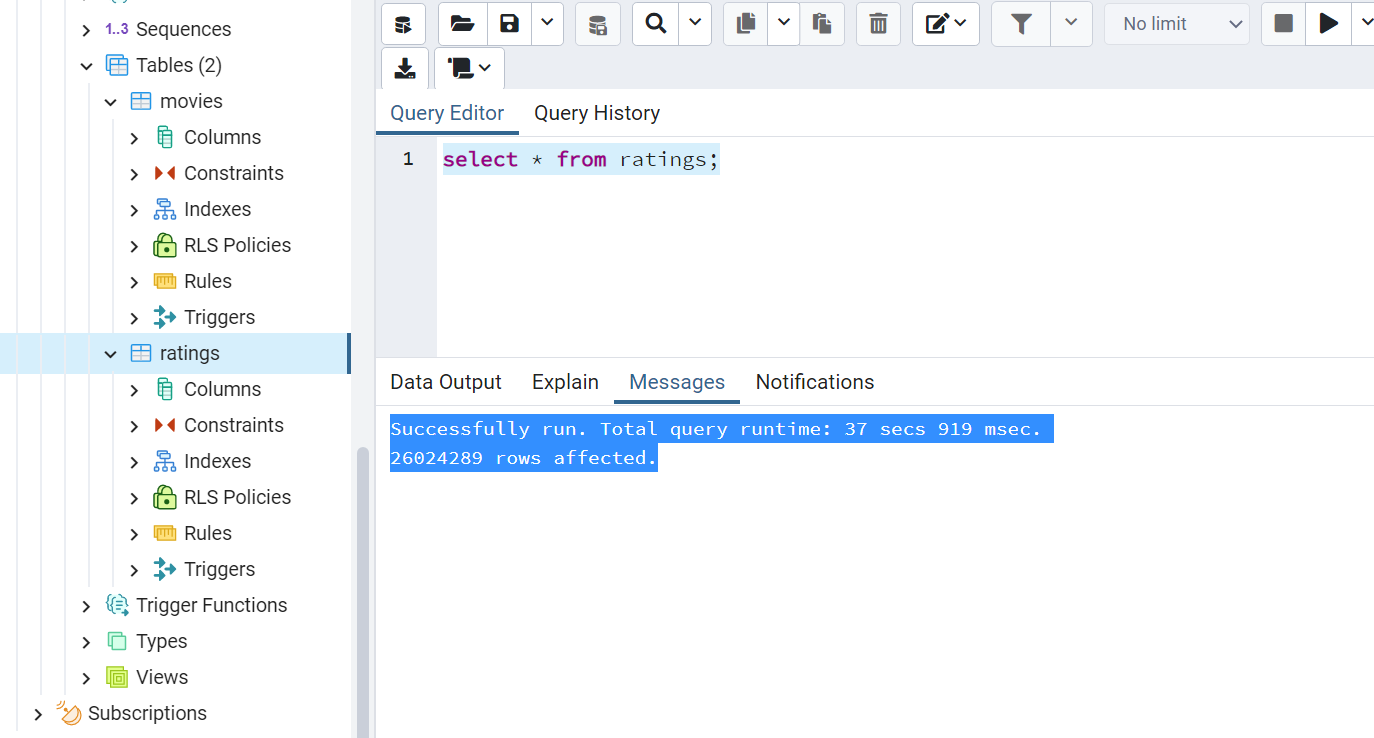 1..3 Sequences
Tables (2)
movies
Columns
Constraints
Indexes
RLS Policies
Rules
Triggers
ratings
Columns
Constraints
Indexes
RLS Policies
Rules
Triggers
Trigger Functions
Types
Views
Subscriptions
No limit
Query Editor Query History
1 select * from ratings;
Data Output Explain Messages Notifications
Successfully run. Total query runtime: 37 secs 919 msec.
26024289 rows affected.